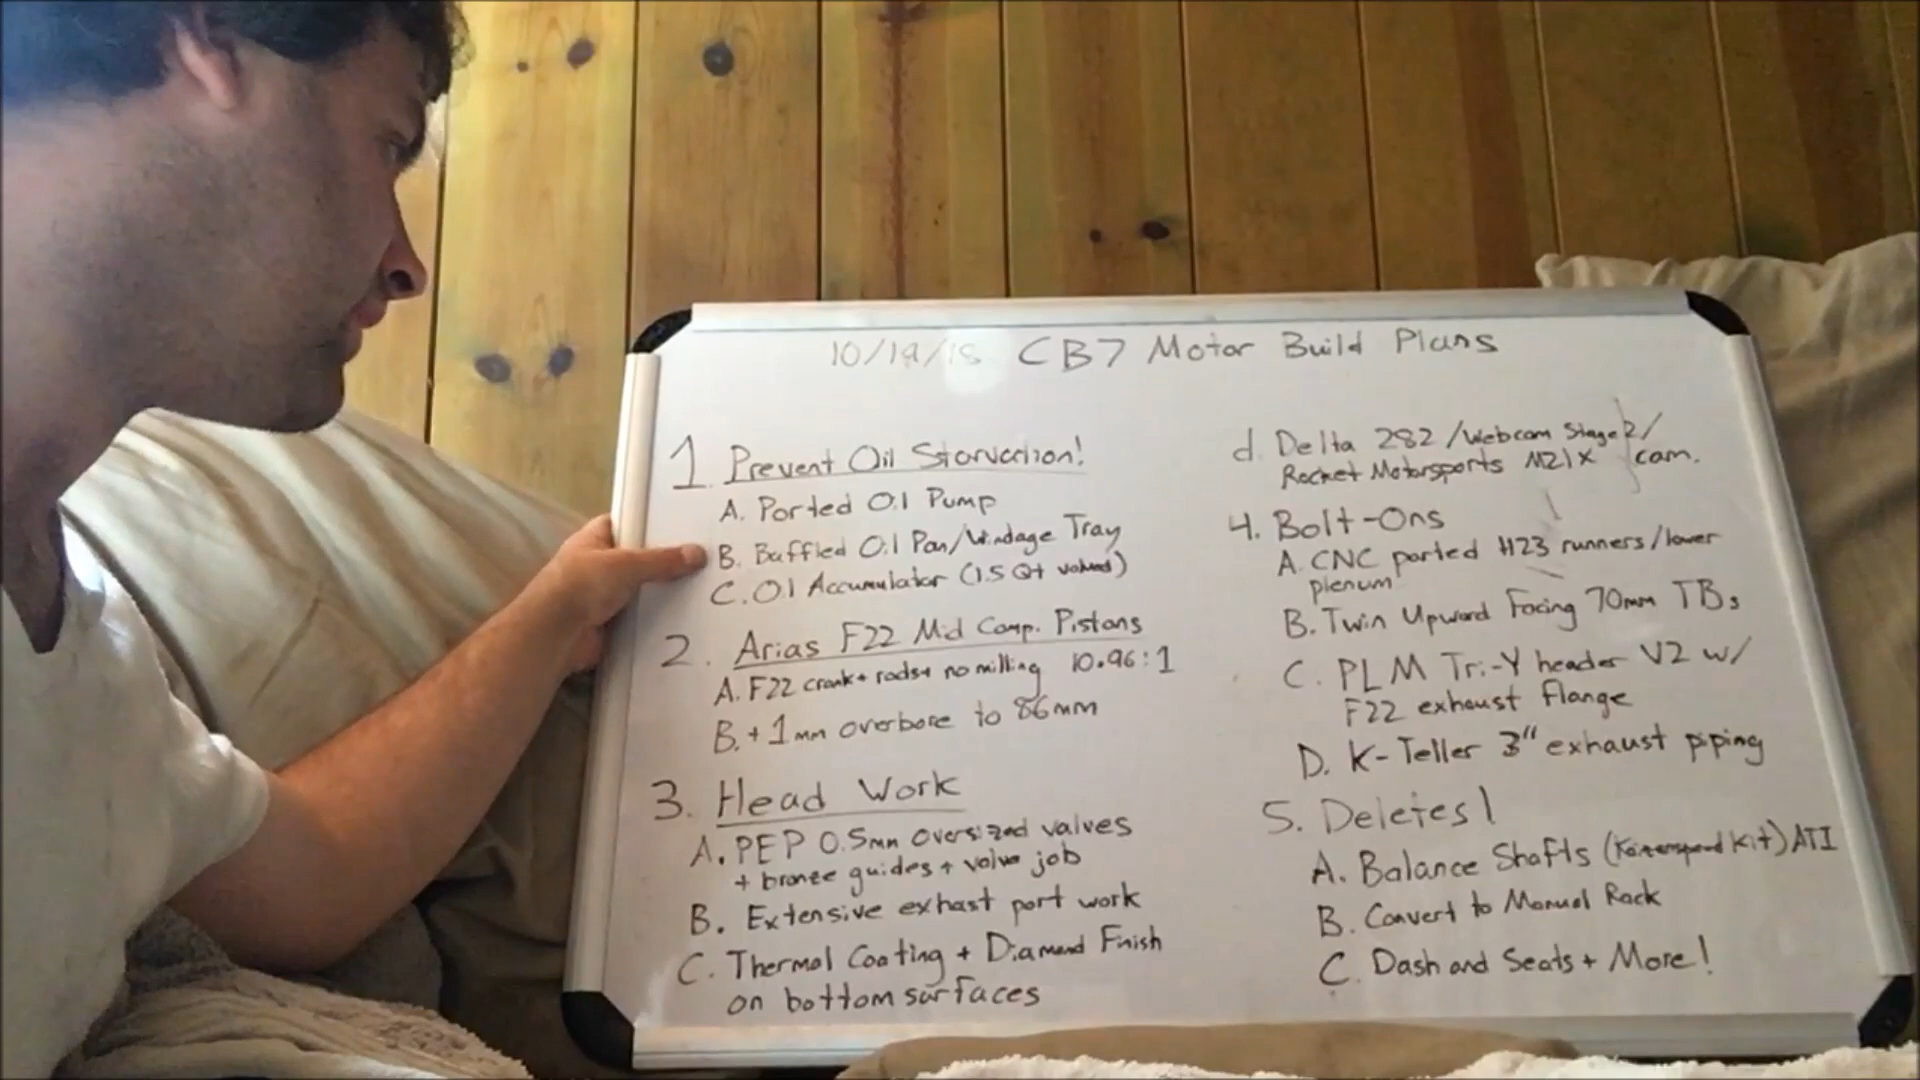 10/19/18 CB7 Motor Build Plans
1. Prevent Oil Starvation!
A. Ported Oil Pump
B. Baffled Oil Pan/Windage Tray
C. Oil Accumulator (1.5 Qt
2. Arias F22 Mid Comp. Pistons
A. F22 crank + rods + no milling 10.96:1
B. + 1mm overbore to 86mm
3. Head Work
A. PEP 0.5mm oversized valves
+ bronze guides + valve job
B. Extensive exhast port work
C. Thermal Coating + Diamond Finish
on bottom surfaces
d. Delta 282/Webcam Stage 2/
Rocket Motorsports M21X cam.
4. Bolt-Ons
A. CNC ported H23 runners/lower
plenum
B. Twin Upward Facing 70mm TBs
C. PLM Tri-Y header V2 w/
F22 exhaust flange
D. K-Teller 3" exhaust piping
5. Deletes!
A. Balance Shafts Kit) ATI
B. Convert to Manual Rack
C. Dash and Seats + More!